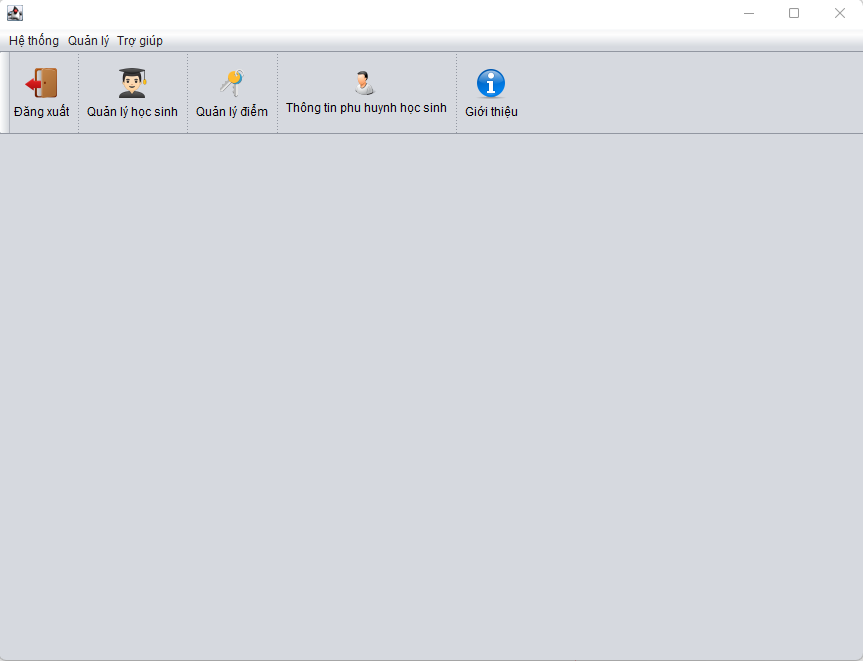 Hệ thống Quản lý Trợ giúp
Đăng xuất Quản lý học sinh Quản lý điểm Thông tin phu huynh học sinh Giới thiệu